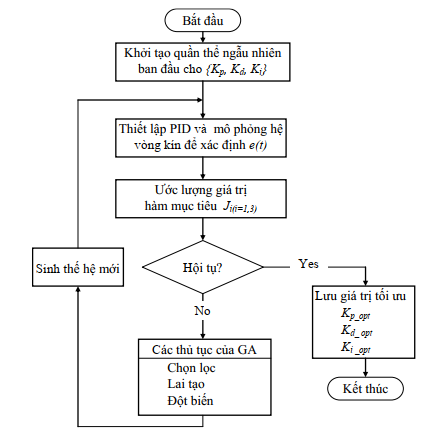 Bắt đầu
Khởi tạo quần thể ngẫu nhiên
ban đầu cho {Kp, Kd, Ki}
Thiết lập PID và mô phỏng hệ
vòng kín để xác định e(t)
Ước lượng giá trị
hàm mục tiêu Ji(i=1,3)
Hội tụ?
Yes
No
Sinh thế hệ mới
Lưu giá trị tối ưu
Kp_opt
Kd_opt
Ki_opt
Các thủ tục của GA
Chọn lọc
Lai tạo
Đột biến
Kết thúc